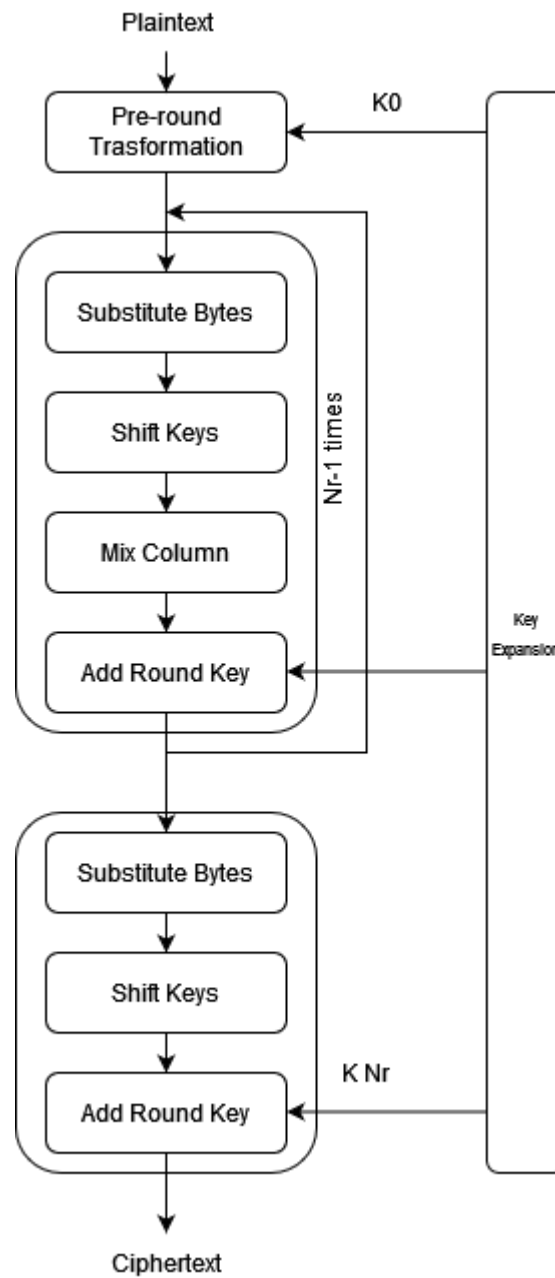 Plaintext
Pre-round
Trasformation
K0
Substitute Bytes
Shift Keys
Mix Column
Add Round Key
Nr-1 times
Key
Expansion
Substitute Bytes
Shift Keys
Add Round Key
K Nr
Ciphertext